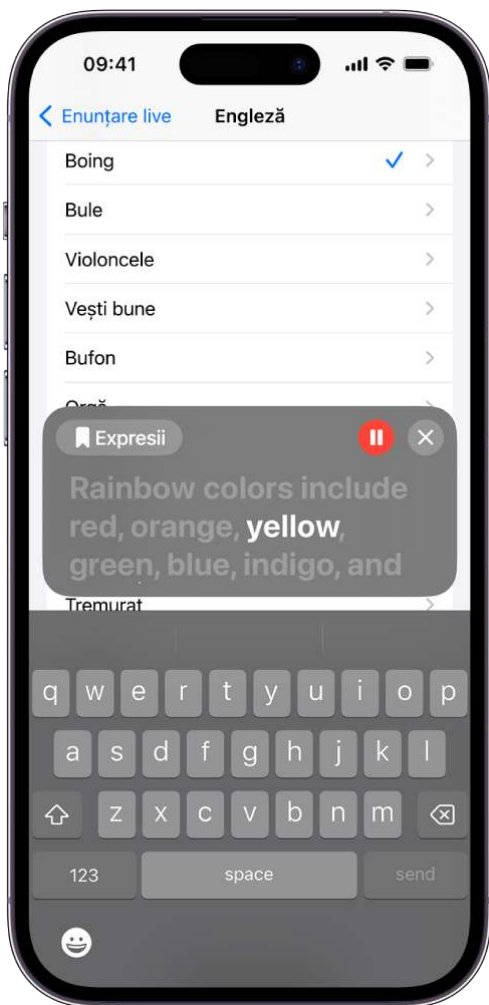 09:41
Enunțare live
Engleză
Boing
Bule
Violoncele
Vești bune
Bufon
Orgă
Expresii
Rainbow colors include
red, orange, yellow,
green, blue, indigo, and
Tremurat
q w e r t y u i o p
a s d f g h j k l
z x c v b n m
123 space send